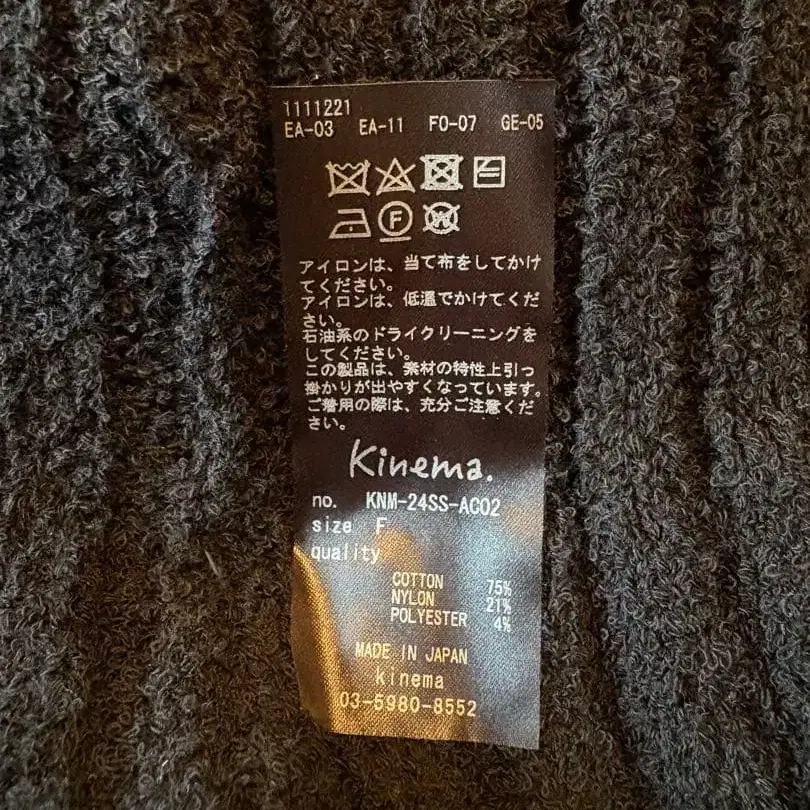 1111221
EA-03 EA-11 FO-07 GE-05
アイロンは、当て布をしてかけ
てください。
アイロンは、低温でかけてくだ
さい。
石油系のドライクリーニングを
してください。
この製品は、素材の特性上引っ
掛かりが出やすくなっています。
ご着用の際は、充分ご注意くだ
さい。
Kinema.
no. KNM-24SS-AC02
size F
quality
COTTON 75%
NYLON 21%
POLYESTER 4%
MADE IN JAPAN
kinema
03-5980-8552